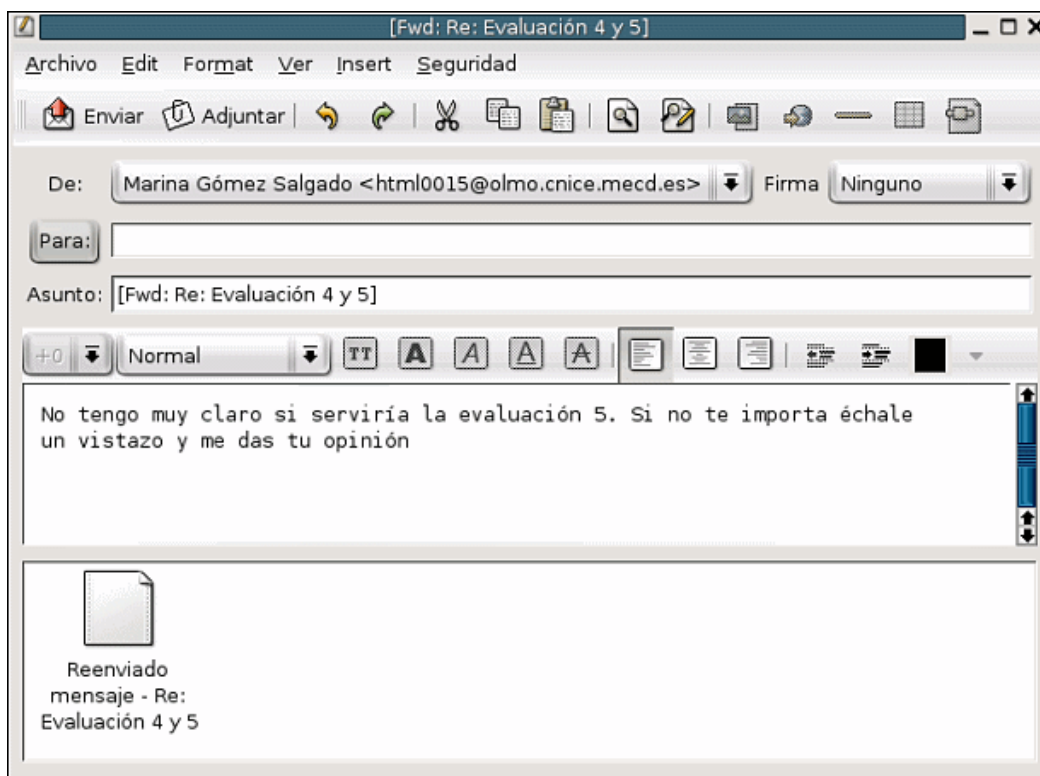 [Fwd: Re: Evaluación 4 y 5]
Archivo Edit Format Ver Insert Seguridad
Enviar Adjuntar
De: Marina Gómez Salgado <html0015@olmo.cnice.mecd.es> Firma Ninguno
Para:
Asunto: [Fwd: Re: Evaluación 4 y 5]
+0 Normal TT A A A A
No tengo muy claro si serviría la evaluación 5. Si no te importa échale
un vistazo y me das tu opinión
Reenviado
mensaje - Re:
Evaluación 4 y 5